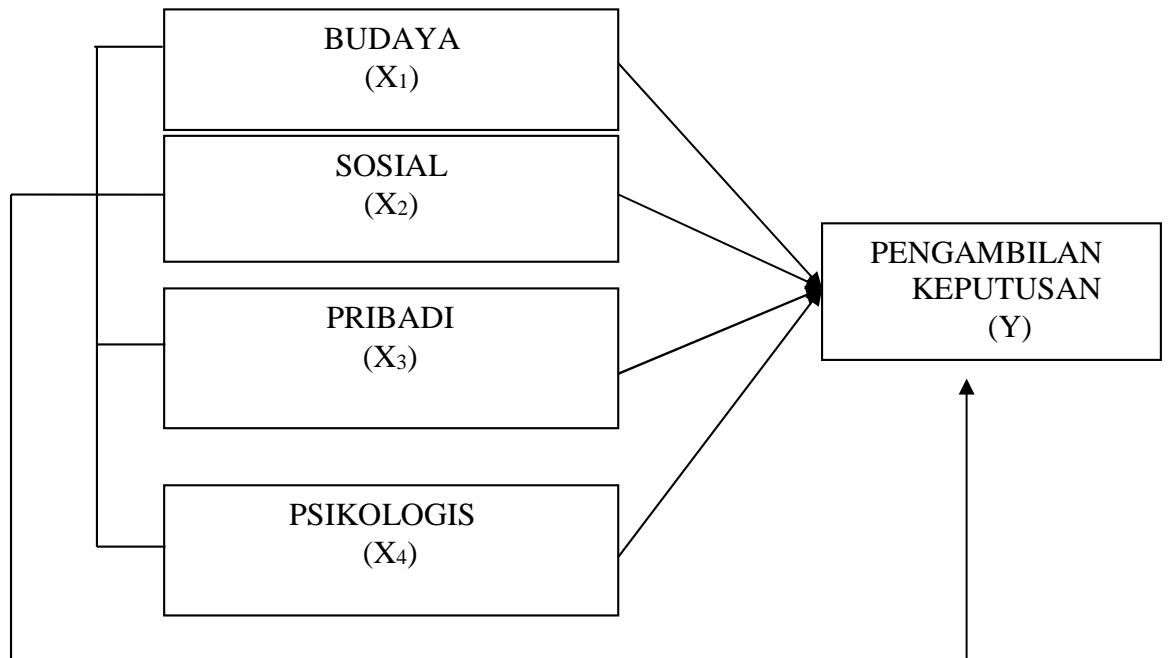 BUDAYA
(X₁)
SOSIAL
(X₂)
PRIBADI
(X₃)
PSIKOLOGIS
(X₄)
PENGAMBILAN
KEPUTUSAN
(Y)